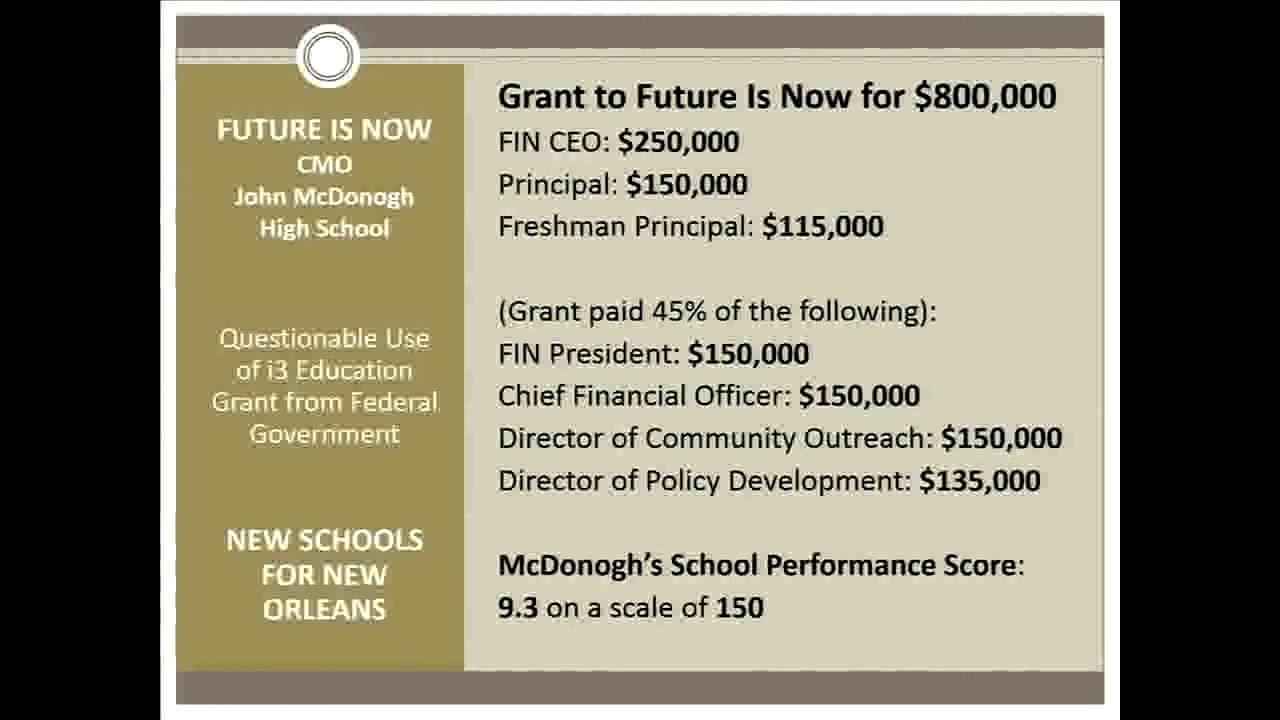 FUTURE IS NOW
CMO
John McDonogh
High School
Questionable Use
of i3 Education
Grant from Federal
Government
NEW SCHOOLS
FOR NEW
ORLEANS
Grant to Future Is Now for $800,000
FIN CEO: $250,000
Principal: $150,000
Freshman Principal: $115,000
(Grant paid 45% of the following):
FIN President: $150,000
Chief Financial Officer: $150,000
Director of Community Outreach: $150,000
Director of Policy Development: $135,000
McDonogh’s School Performance Score:
9.3 on a scale of 150